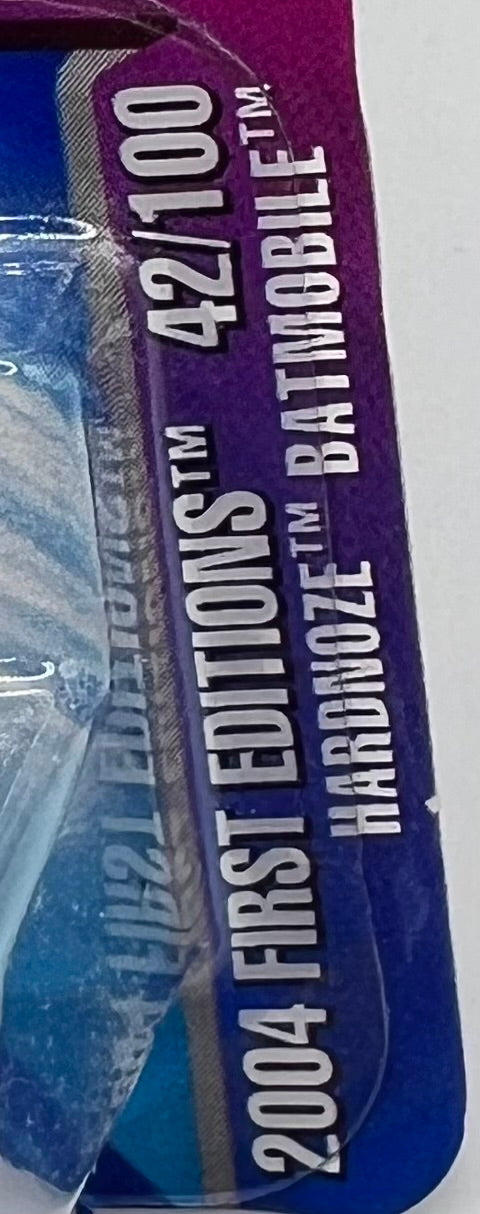 2004 FIRST EDITIONS™ 42/100
HARDNOZE™ BATMOBILE™